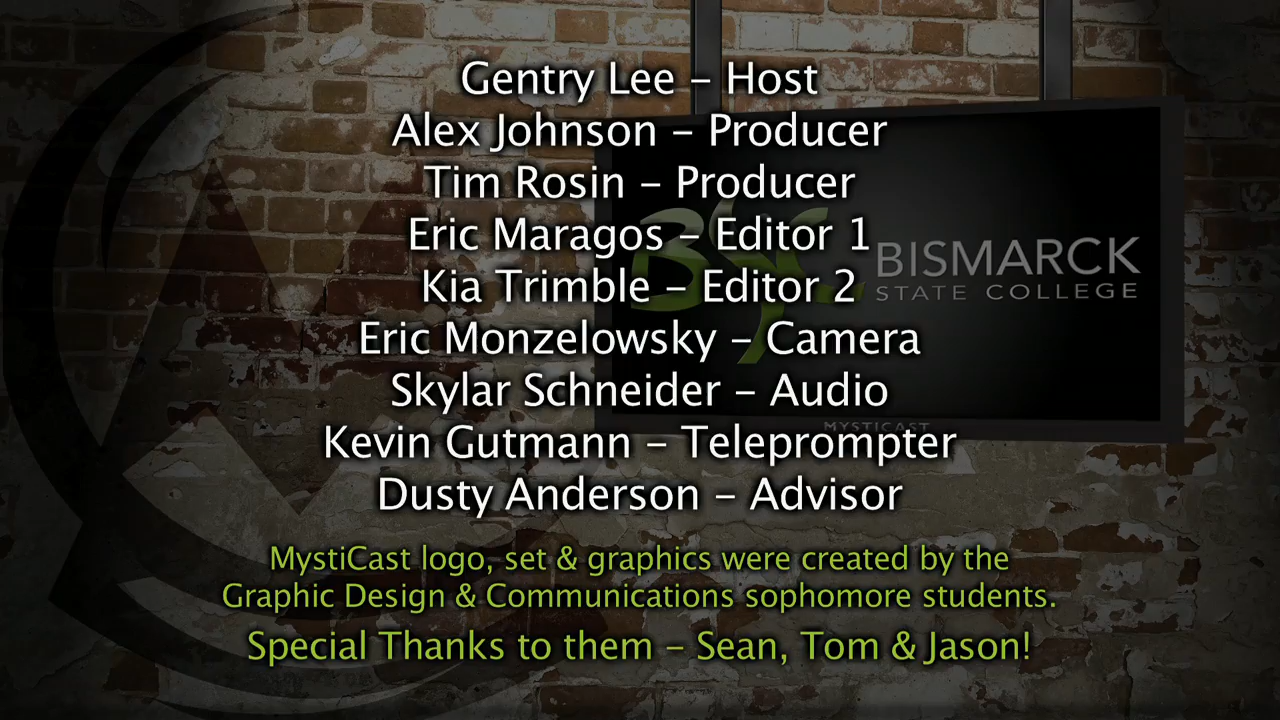 Gentry Lee – Host
Alex Johnson – Producer
Tim Rosin – Producer
Eric Maragos – Editor 1
Kia Trimble – Editor 2
Eric Monzelowsky – Camera
Skylar Schneider – Audio
Kevin Gutmann – Teleprompter
Dusty Anderson – Advisor
BSC
BISMARCK
STATE COLLEGE
MYSTICAST
MystiCast logo, set & graphics were created by the
Graphic Design & Communications sophomore students.
Special Thanks to them – Sean, Tom & Jason!